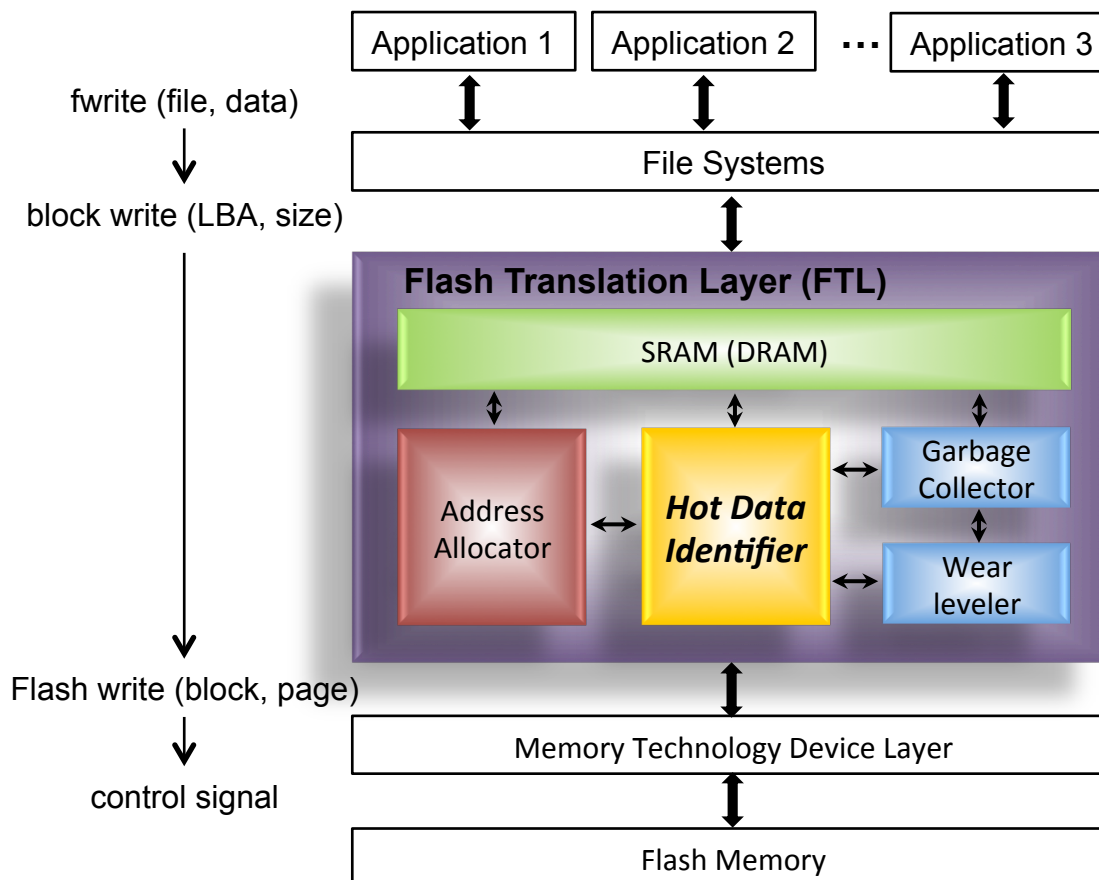 Application 1
Application 2
...
Application 3
fwrite (file, data)
File Systems
block write (LBA, size)
Flash Translation Layer (FTL)
SRAM (DRAM)
Address
Allocator
Hot Data
Identifier
Garbage
Collector
Wear
leveler
Flash write (block, page)
Memory Technology Device Layer
control signal
Flash Memory